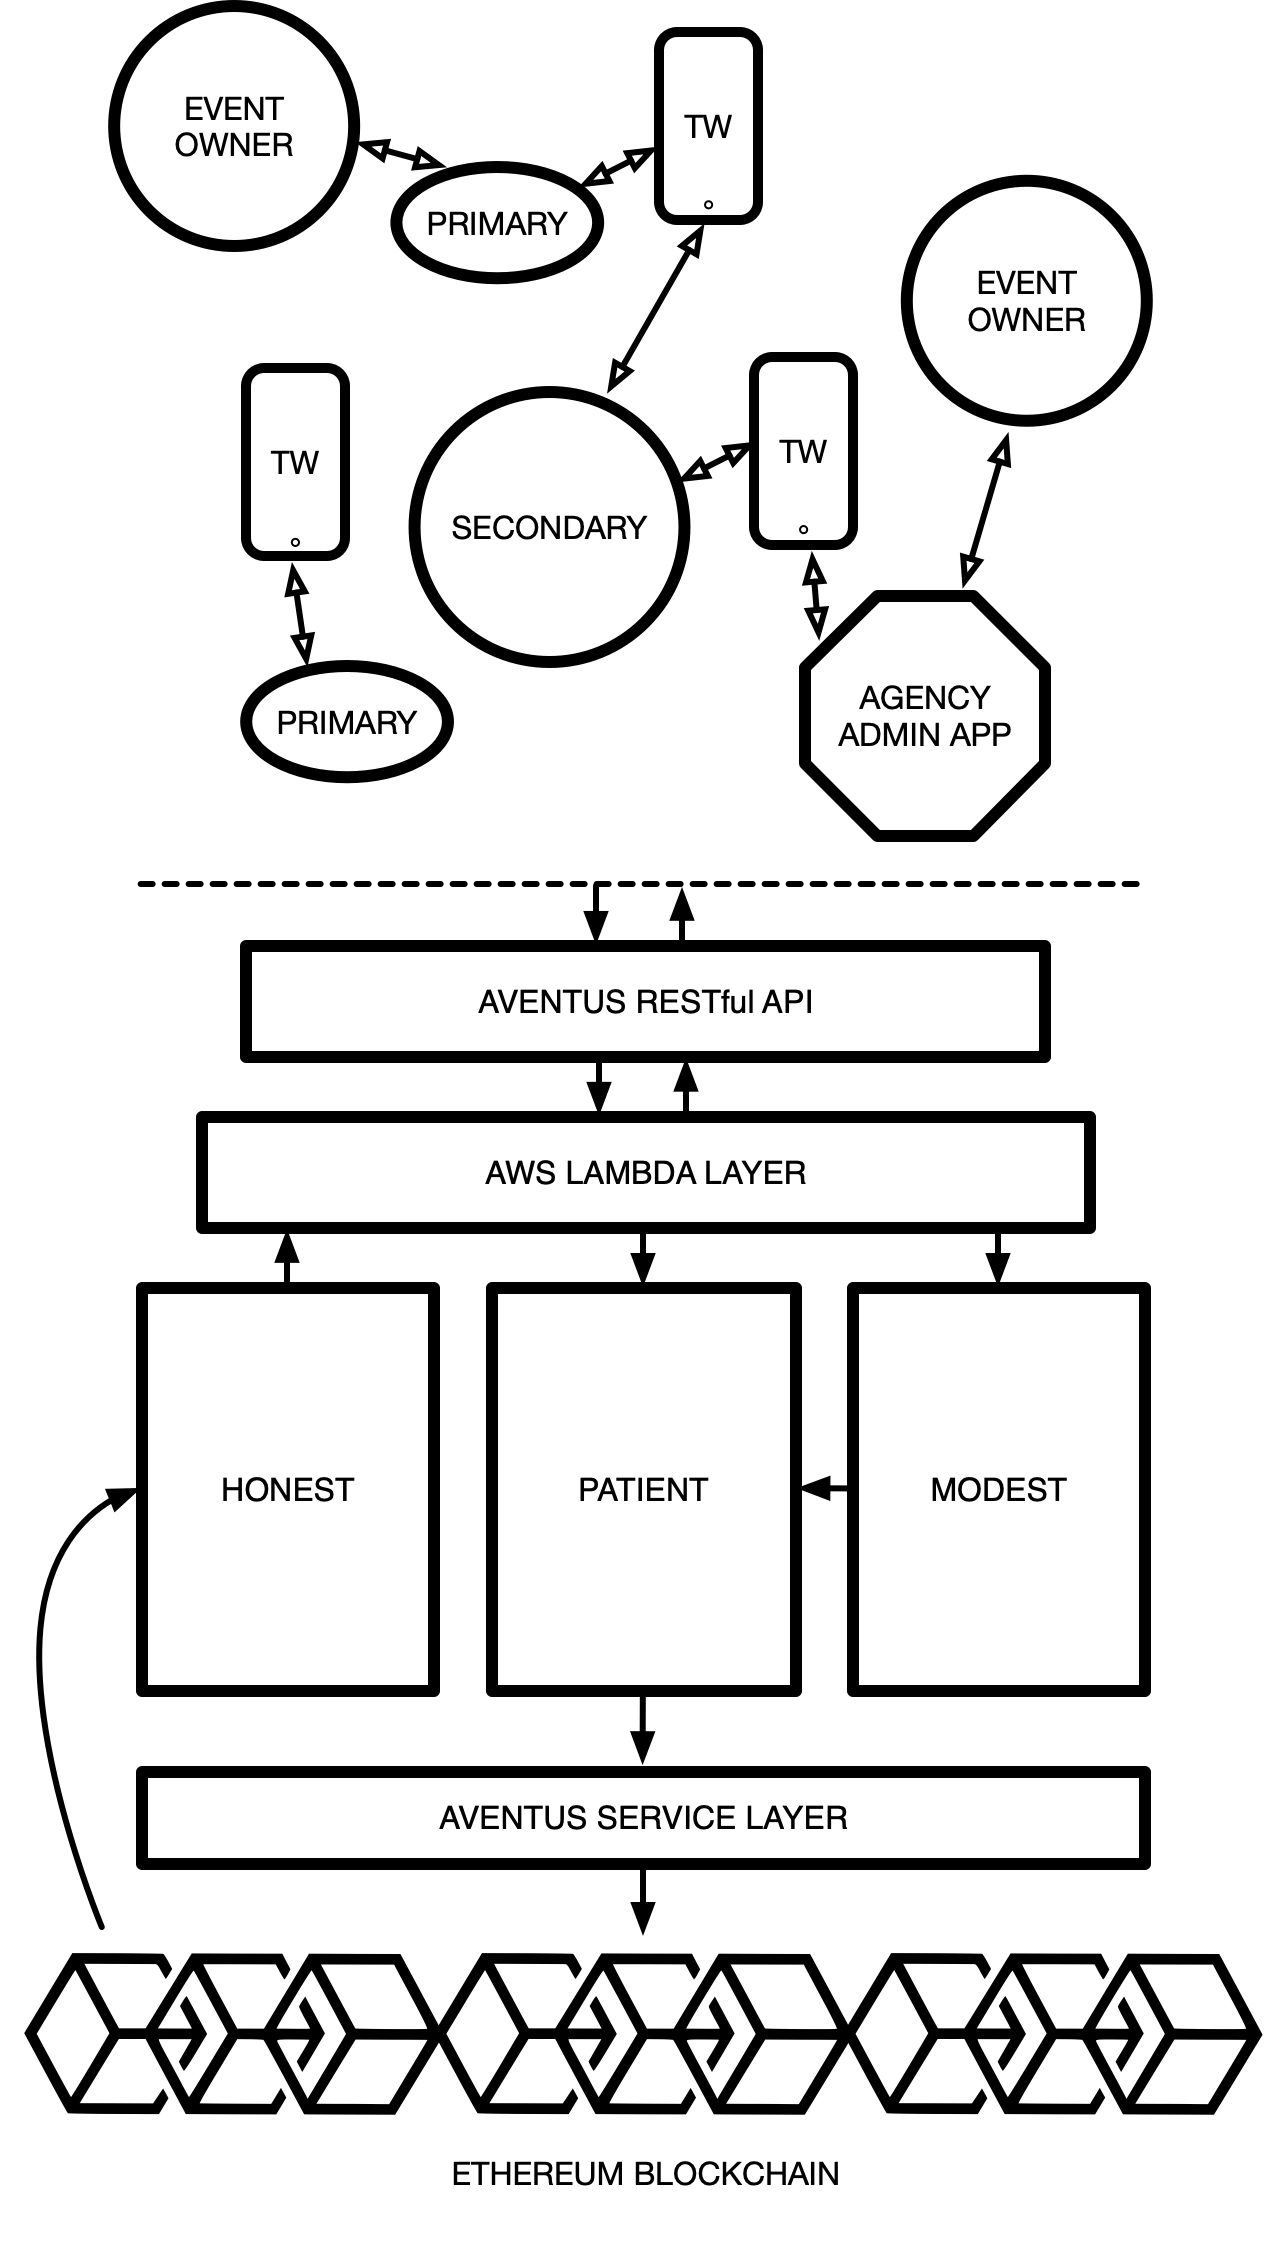 EVENT
OWNER
TW
PRIMARY
EVENT
OWNER
TW
SECONDARY
TW
PRIMARY
AGENCY
ADMIN APP
AVENTUS RESTful API
AWS LAMBDA LAYER
HONEST
PATIENT
MODEST
AVENTUS SERVICE LAYER
ETHEREUM BLOCKCHAIN